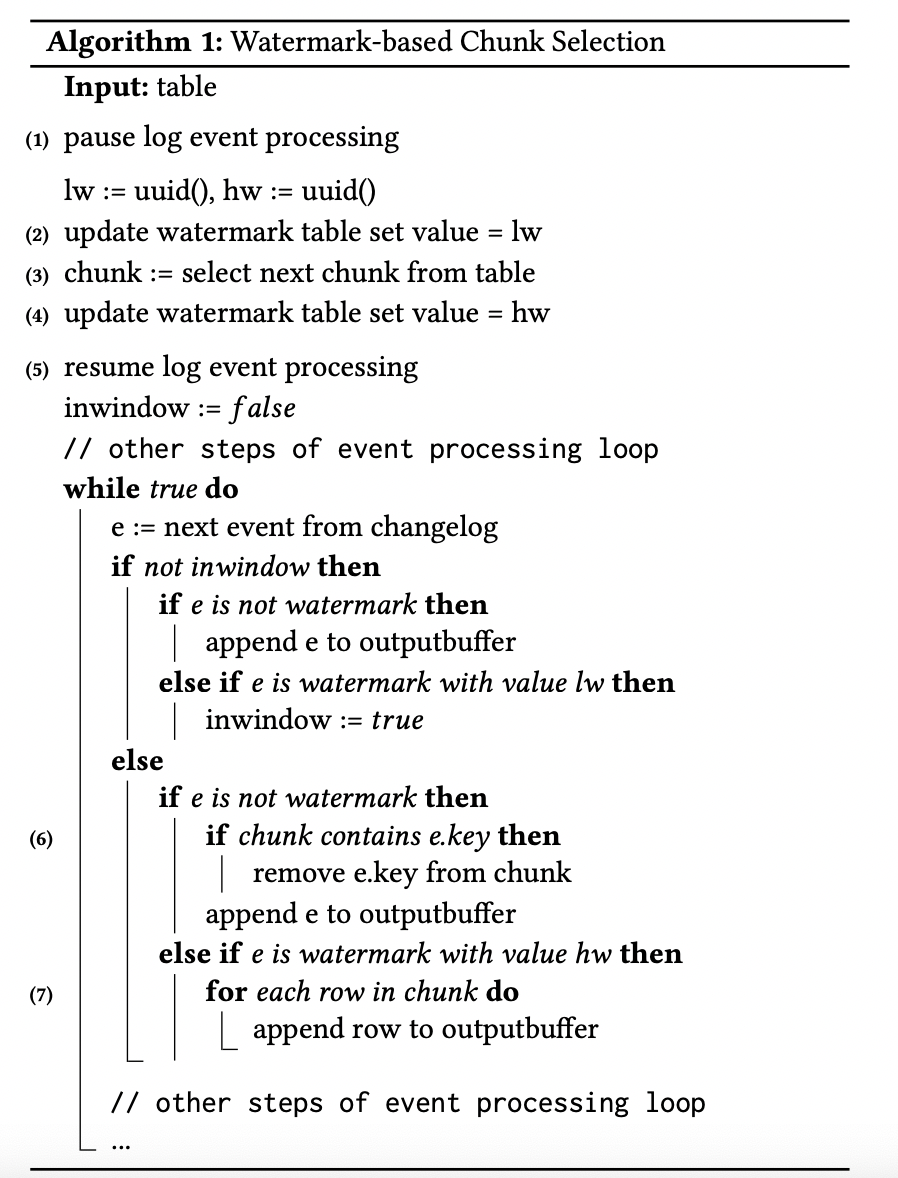 Algorithm 1: Watermark-based Chunk Selection
Input: table
(1) pause log event processing
lw := uuid(), hw := uuid()
(2) update watermark table set value = lw
(3) chunk := select next chunk from table
(4) update watermark table set value = hw
(5) resume log event processing
inwindow := false
// other steps of event processing loop
while true do
e := next event from changelog
if not inwindow then
if e is not watermark then
append e to outputbuffer
else if e is watermark with value lw then
inwindow := true
else
if e is not watermark then
(6) if chunk contains e.key then
remove e.key from chunk
append e to outputbuffer
else if e is watermark with value hw then
(7) for each row in chunk do
append row to outputbuffer
// other steps of event processing loop
...